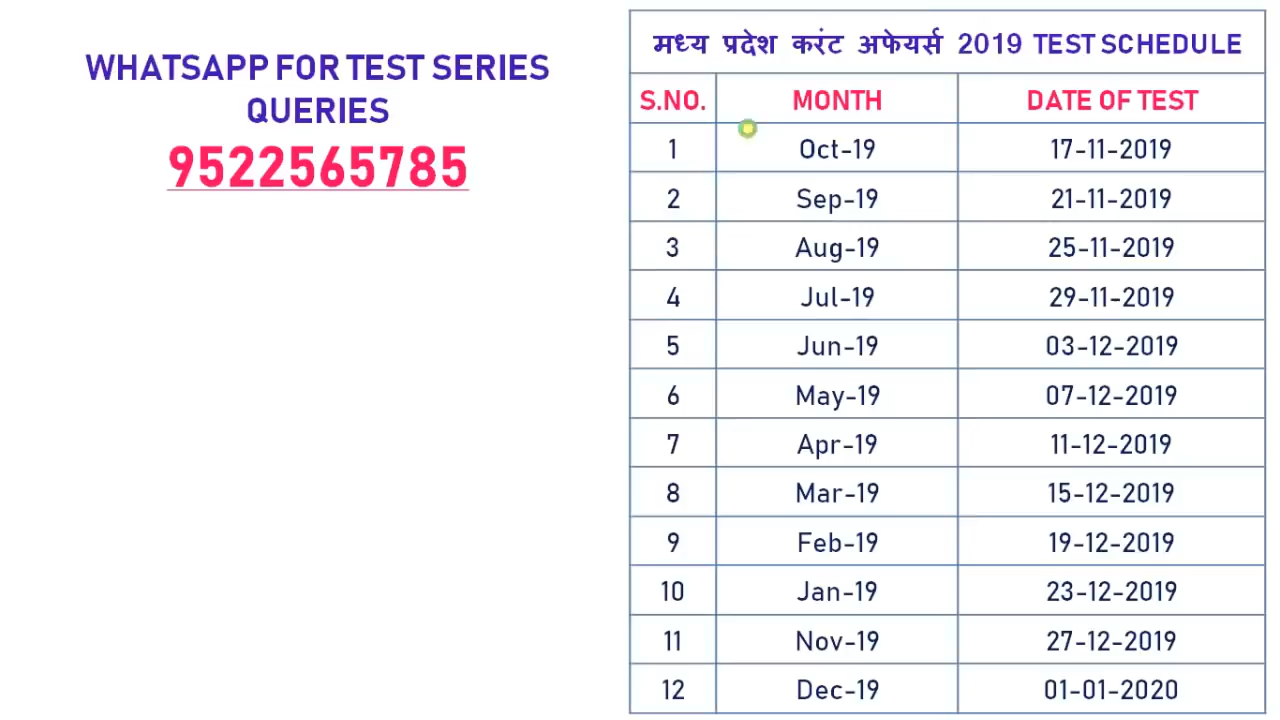 WHATSAPP FOR TEST SERIES
QUERIES
9522565785
मध्य प्रदेश करंट अफेयर्स 2019 TEST SCHEDULE
S.NO. MONTH DATE OF TEST
1 Oct-19 17-11-2019
2 Sep-19 21-11-2019
3 Aug-19 25-11-2019
4 Jul-19 29-11-2019
5 Jun-19 03-12-2019
6 May-19 07-12-2019
7 Apr-19 11-12-2019
8 Mar-19 15-12-2019
9 Feb-19 19-12-2019
10 Jan-19 23-12-2019
11 Nov-19 27-12-2019
12 Dec-19 01-01-2020